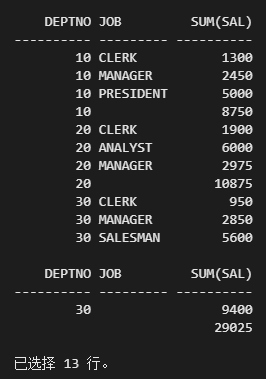 DEPTNO JOB SUM(SAL)
---------- --------- ----------
10 CLERK 1300
10 MANAGER 2450
10 PRESIDENT 5000
10 8750
20 CLERK 1900
20 ANALYST 6000
20 MANAGER 2975
20 10875
30 CLERK 950
30 MANAGER 2850
30 SALESMAN 5600
DEPTNO JOB SUM(SAL)
---------- --------- ----------
30 9400
29025
已选择 13 行。